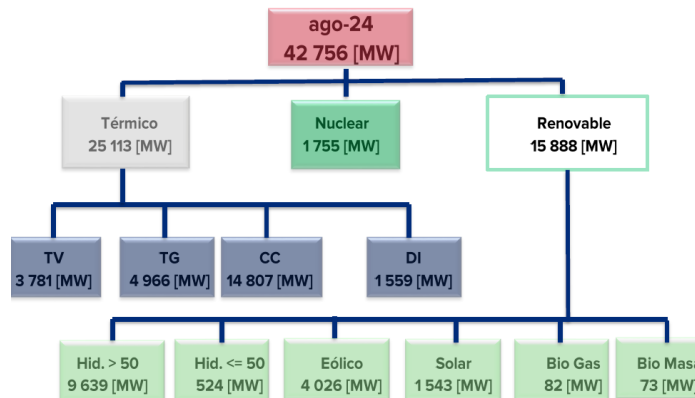 ago-24
42 756 [MW]
Térmico
25 113 [MW]
Nuclear
1 755 [MW]
Renovable
15 888 [MW]
TV
3 781 [MW]
TG
4 966 [MW]
CC
14 807 [MW]
DI
1 559 [MW]
Hid. > 50
9 639 [MW]
Hid. <= 50
524 [MW]
Eólico
4 026 [MW]
Solar
1 543 [MW]
Bio Gas
82 [MW]
Bio Masa
73 [MW]